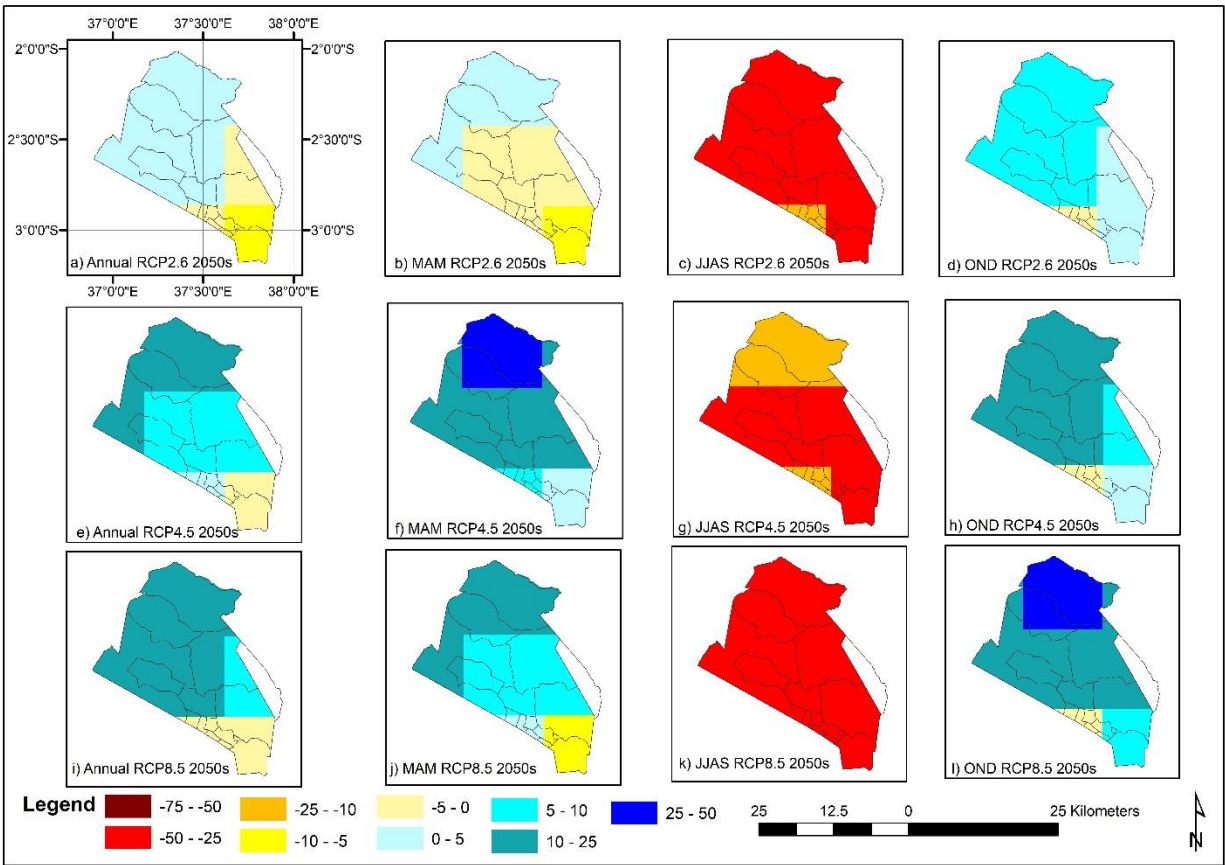 37°0'0"E 37°30'0"E 38°0'0"E
2°0'0"S 2°0'0"S
2°30'0"S 2°30'0"S
3°0'0"S 3°0'0"S
a) Annual RCP2.6 2050s
b) MAM RCP2.6 2050s
c) JJAS RCP2.6 2050s
d) OND RCP2.6 2050s
37°0'0"E 37°30'0"E 38°0'0"E
e) Annual RCP4.5 2050s
f) MAM RCP4.5 2050s
g) JJAS RCP4.5 2050s
h) OND RCP4.5 2050s
i) Annual RCP8.5 2050s
j) MAM RCP8.5 2050s
k) JJAS RCP8.5 2050s
l) OND RCP8.5 2050s
Legend
-75 - -50
-50 - -25
-25 - -10
-10 - -5
-5 - 0
0 - 5
5 - 10
10 - 25
25 - 50
25 12.5 0 25 Kilometers
N